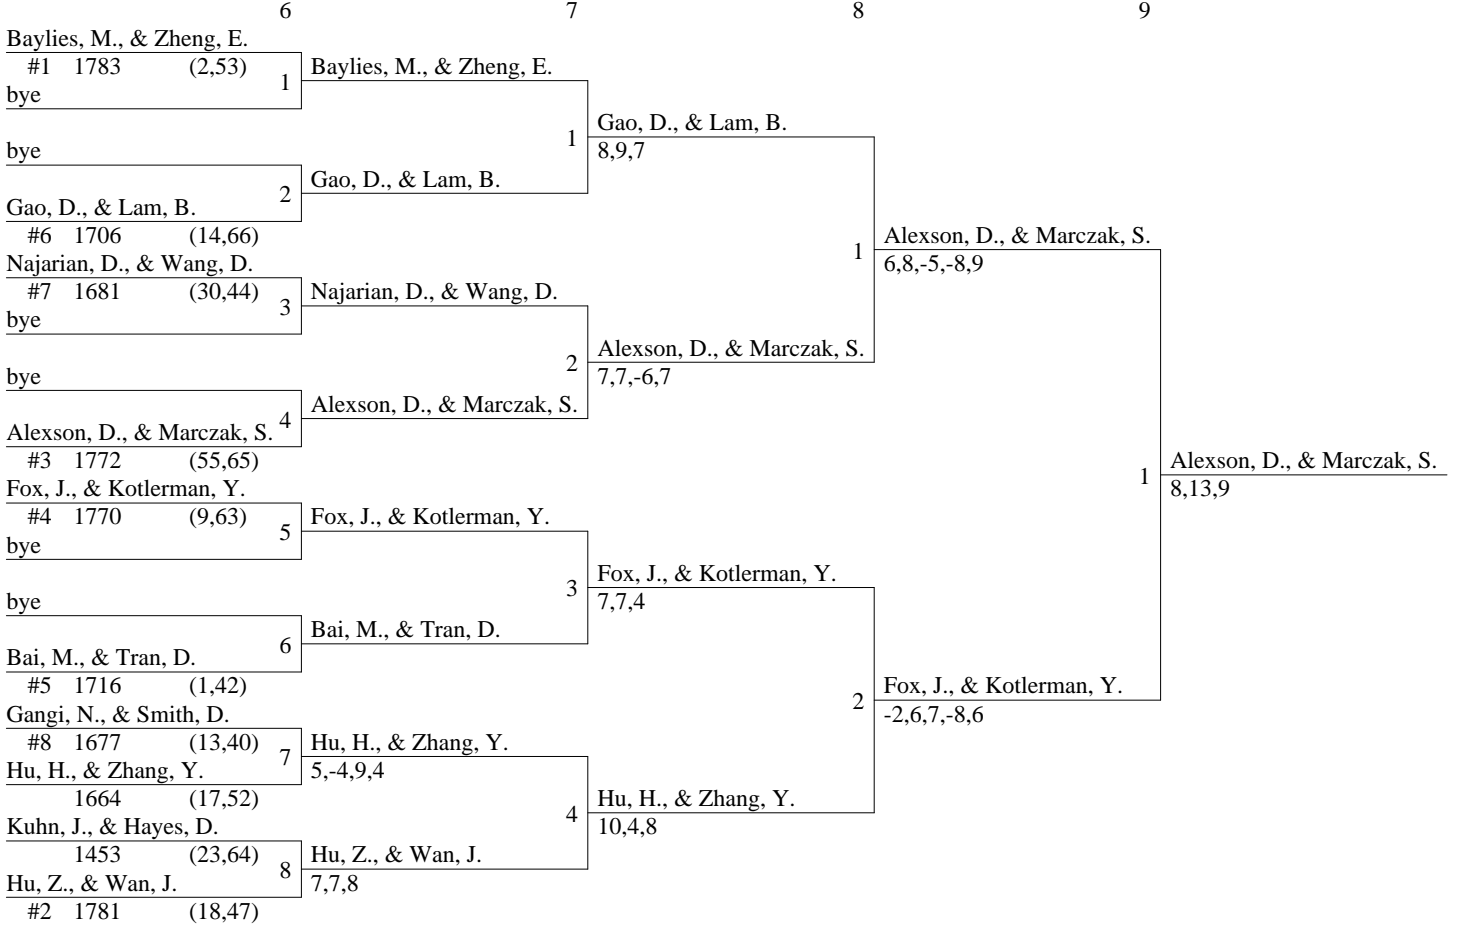 6 7 8 9
Baylies, M., & Zheng, E.
#1 1783 (2,53) 1 Baylies, M., & Zheng, E.
bye
1 Gao, D., & Lam, B.
8,9,7
bye
2 Gao, D., & Lam, B.
Gao, D., & Lam, B.
#6 1706 (14,66)
1 Alexson, D., & Marczak, S.
6,8,-5,-8,9
Najarian, D., & Wang, D.
#7 1681 (30,44) 3 Najarian, D., & Wang, D.
bye
2 Alexson, D., & Marczak, S.
7,7,-6,7
bye
4 Alexson, D., & Marczak, S.
Alexson, D., & Marczak, S.
#3 1772 (55,65)
1 Alexson, D., & Marczak, S.
8,13,9
Fox, J., & Kotlerman, Y.
#4 1770 (9,63) 5 Fox, J., & Kotlerman, Y.
bye
3 Fox, J., & Kotlerman, Y.
7,7,4
bye
6 Bai, M., & Tran, D.
Bai, M., & Tran, D.
#5 1716 (1,42)
2 Fox, J., & Kotlerman, Y.
-2,6,7,-8,6
Gangi, N., & Smith, D.
#8 1677 (13,40) 7 Hu, H., & Zhang, Y.
5,-4,9,4
Hu, H., & Zhang, Y.
1664 (17,52)
4 Hu, H., & Zhang, Y.
10,4,8
Kuhn, J., & Hayes, D.
1453 (23,64) 8 Hu, Z., & Wan, J.
7,7,8
Hu, Z., & Wan, J.
#2 1781 (18,47)